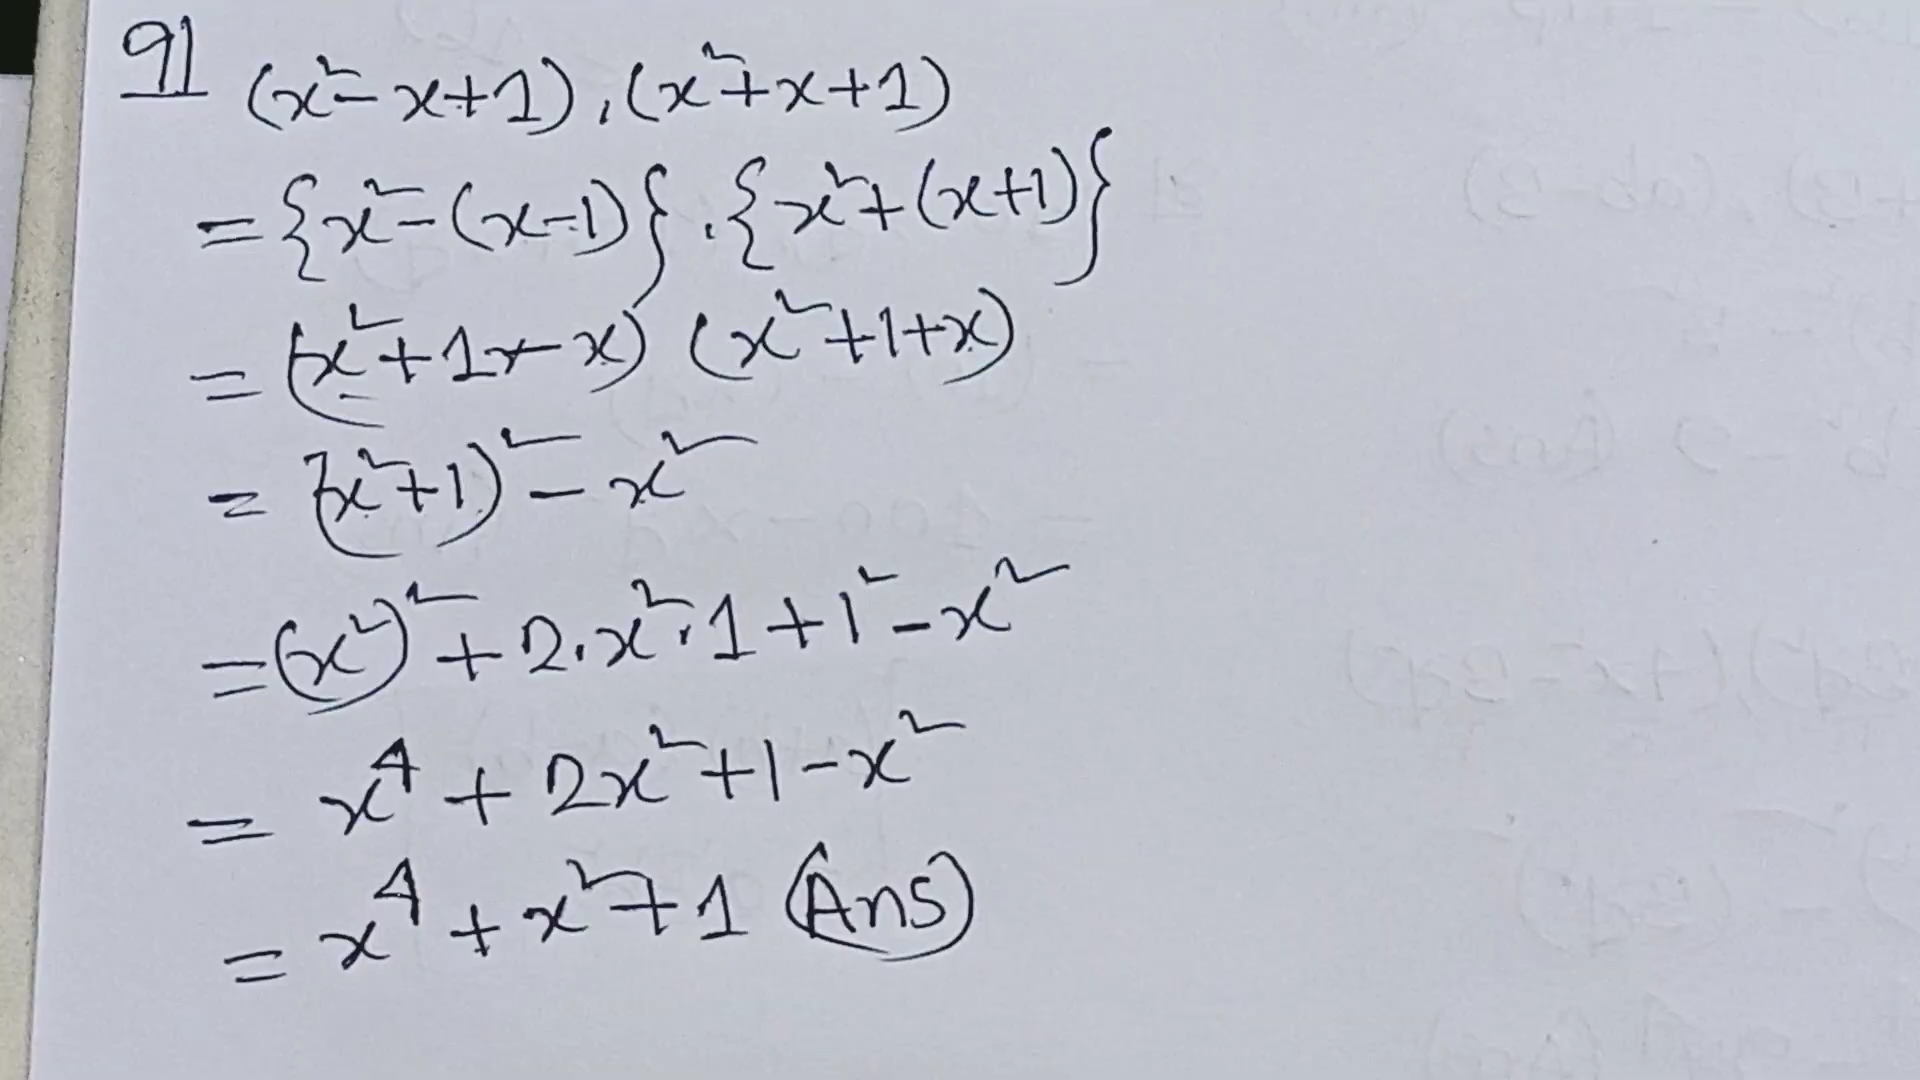 9) (x² - x + 1), (x² + x + 1)
= {x² - (x - 1)} . {x² + (x + 1)}
= (x² + 1 - x) (x² + 1 + x)
= (x² + 1)² - x²
= (x²)² + 2 . x² . 1 + 1² - x²
= x⁴ + 2x² + 1 - x²
= x⁴ + x² + 1 (Ans)